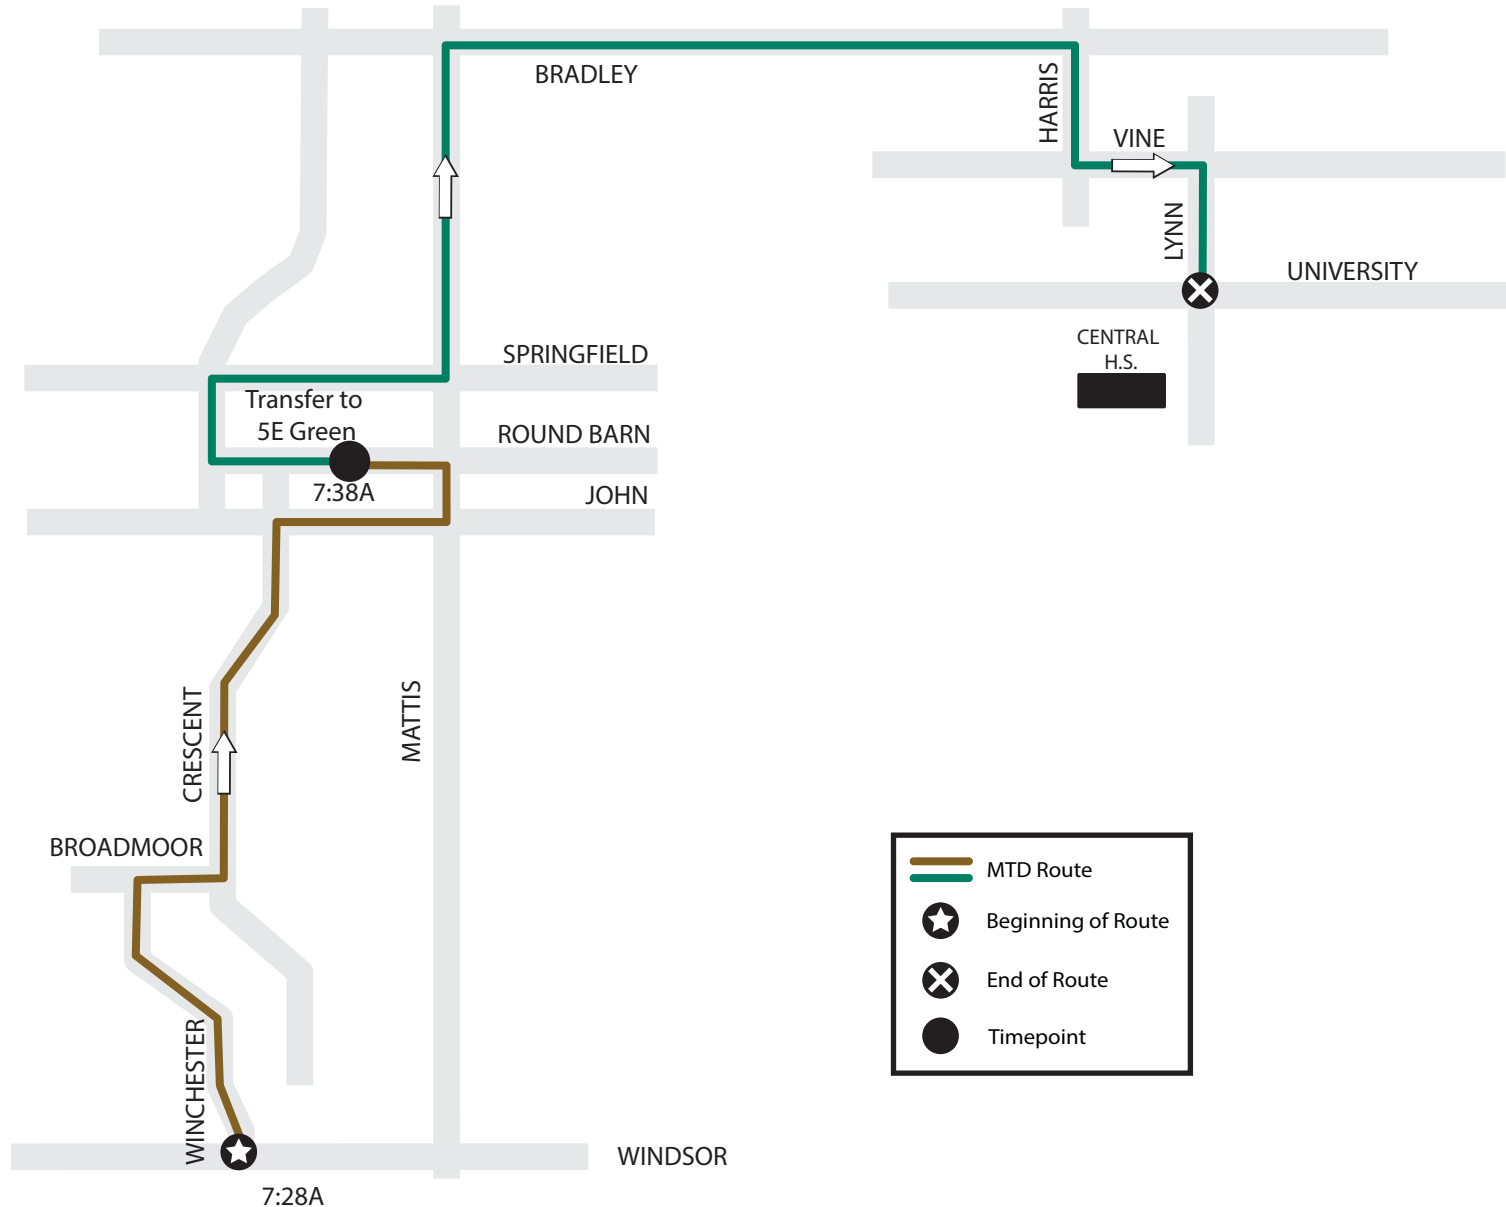 BRADLEY
HARRIS
VINE
LYNN
UNIVERSITY
CENTRAL
H.S.
SPRINGFIELD
Transfer to
5E Green
ROUND BARN
7:38A
JOHN
CRESCENT
MATTIS
BROADMOOR
MTD Route
Beginning of Route
End of Route
Timepoint
WINCHESTER
WINDSOR
7:28A